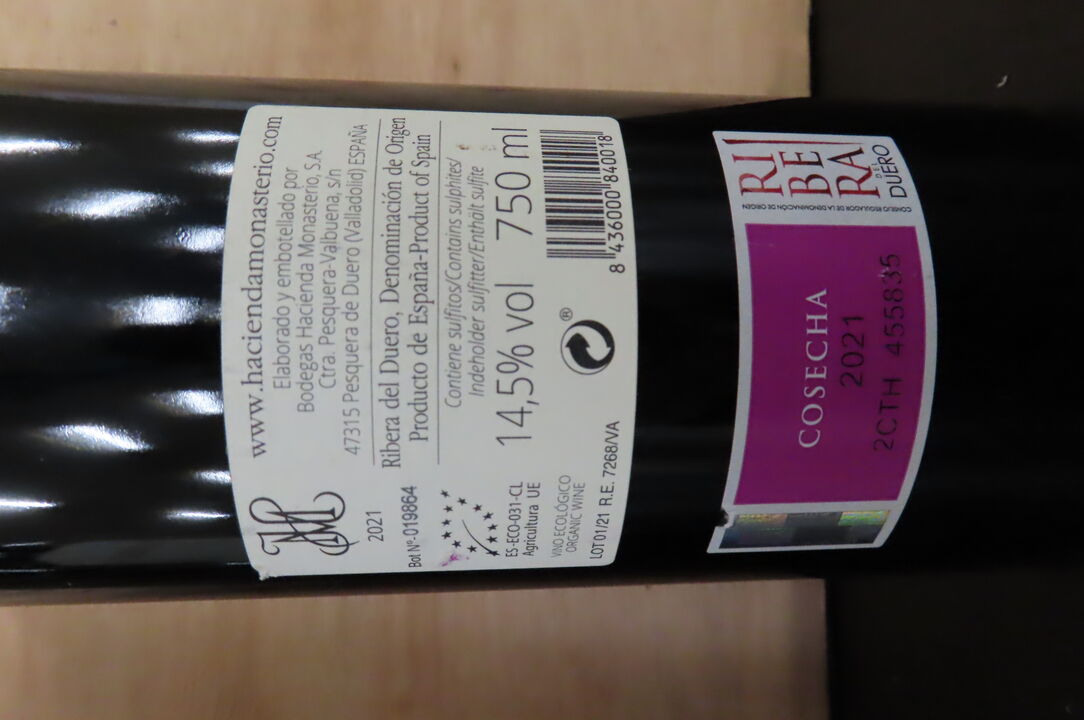 www.haciendamonasterio.com
Elaborado y embotellado por
Bodegas Hacienda Monasterio, S.A.
Ctra. Pesquera-Valbuena, s/n
47315 Pesquera de Duero (Valladolid) ESPAÑA
Ribera del Duero, Denominación de Origen
Producto de España-Product of Spain
Contiene sulfitos/Contains sulphites/
Indeholder sulfitter/Enthält sulfite
14,5% vol 750 ml
8 436000 840018
HM
2021
Bot Nº-019864
ES-ECO-031-CL
Agricultura UE
VINO ECOLÓGICO
ORGANIC WINE
LOT 01/21 R.E. 7268/VA
®
RI
BE
RA
DEL
DUERO
CONSEJO REGULADOR DE LA DENOMINACIÓN DE ORIGEN
COSECHA
2021
2CTH 455835